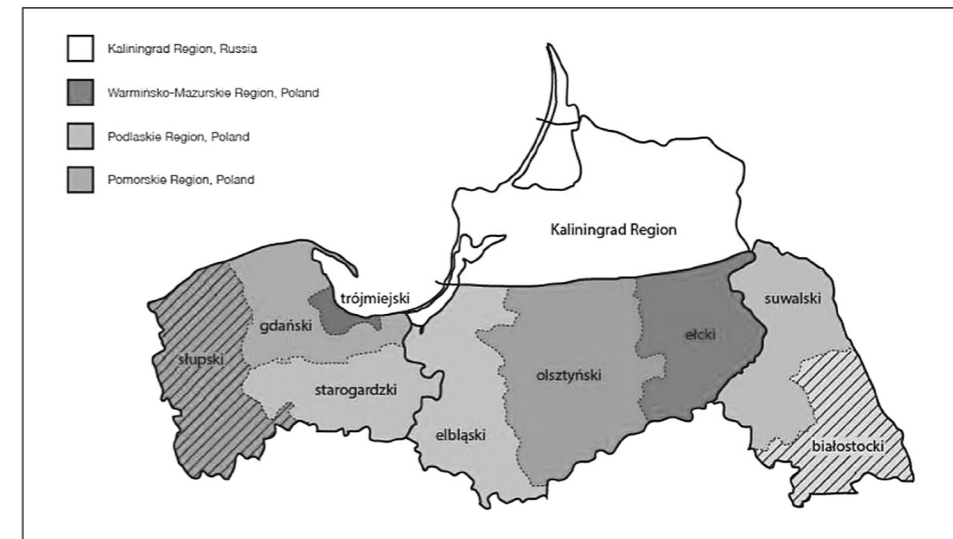 Kaliningrad Region, Russia
Warmińsko-Mazurskie Region, Poland
Podlaskie Region, Poland
Pomorskie Region, Poland
Kaliningrad Region
trójmiejski
suwalski
gdański
ełcki
słupski
olsztyński
starogardzki
elbląski
białostocki